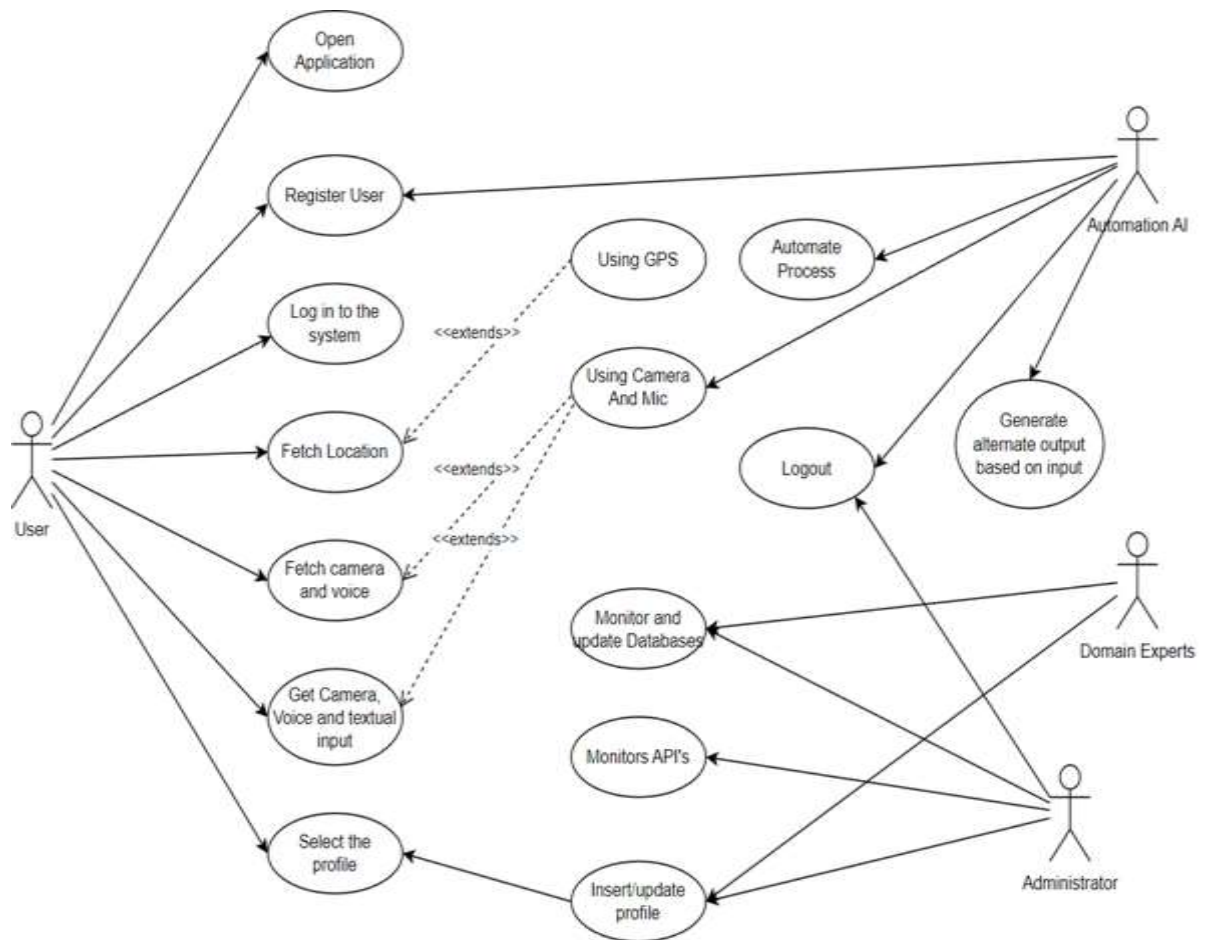 Open
Application
Register User
Automation AI
Using GPS
Automate
Process
Log in to the
system
<<extends>>
Using Camera
And Mic
Generate
alternate output
based on input
Fetch Location
<<extends>>
Logout
User
<<extends>>
Fetch camera
and voice
Monitor and
update Databases
Domain Experts
Get Camera,
Voice and textual
input
Monitors API's
Select the
profile
Insert/update
profile
Administrator